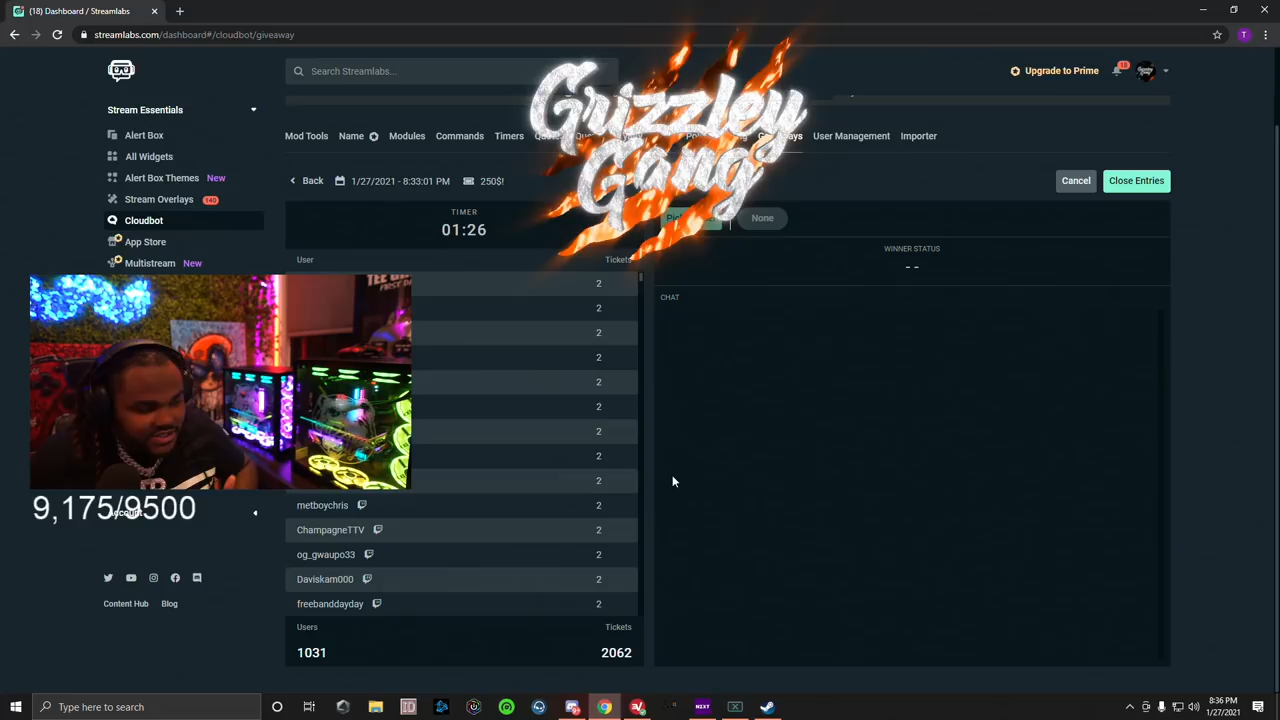 (18) Dashboard / Streamlabs
streamlabs.com/dashboard#/cloudbot/giveaway
Search Streamlabs...
Upgrade to Prime
18
Grizzley
Gang
Stream Essentials
Alert Box
All Widgets
Alert Box Themes New
Stream Overlays 140
Cloudbot
App Store
Multistream New
Mod Tools Name Modules Commands Timers User Management Importer
Back 1/27/2021 - 8:33:01 PM 250$!
Cancel Close Entries
TIMER
01:26
None
WINNER STATUS
--
User Tickets
CHAT
2
2
2
2
2
2
2
2
2
metboychris 2
ChampagneTTV 2
og_gwaupo33 2
Daviskam000 2
freebanddayday 2
Users Tickets
1031 2062
9,175/9500
Account
Content Hub Blog
Type here to search
8:36 PM
1/27/2021